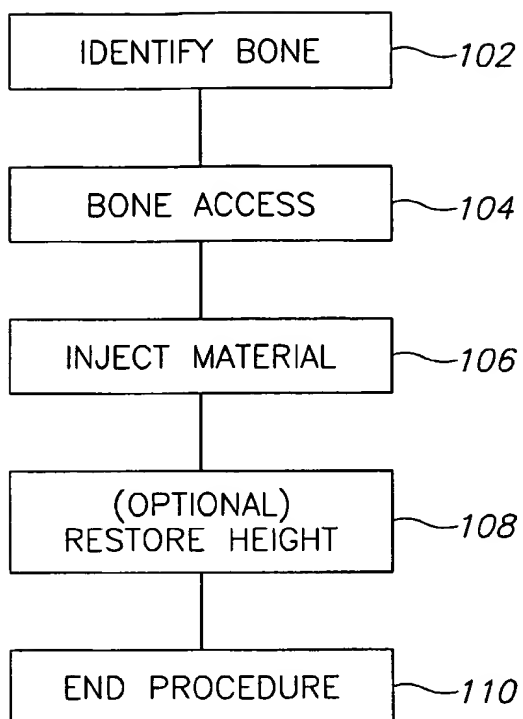 IDENTIFY BONE 102
BONE ACCESS 104
INJECT MATERIAL 106
(OPTIONAL)
RESTORE HEIGHT 108
END PROCEDURE 110